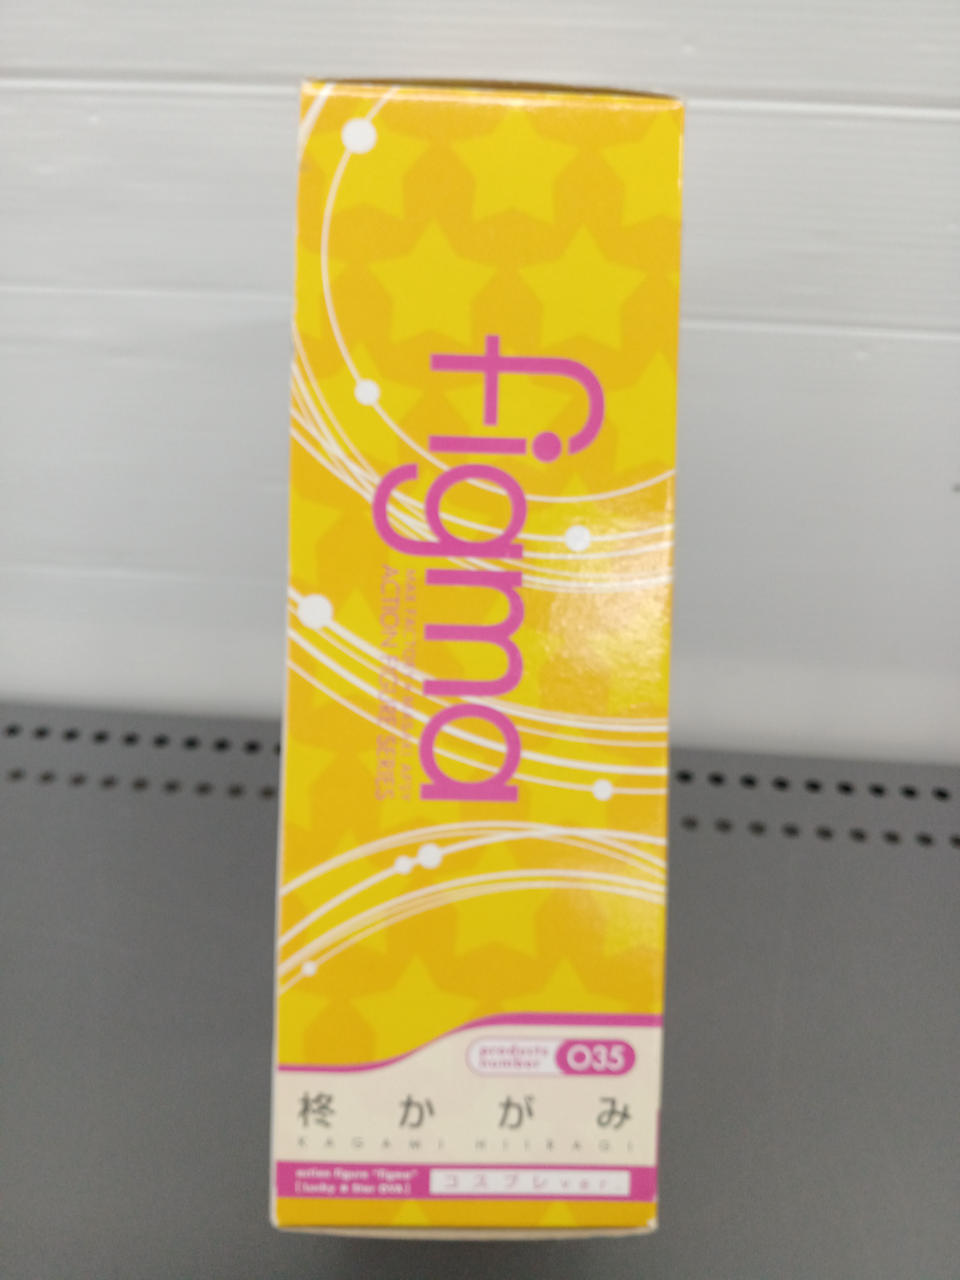 figma
ACTION FIGURE SERIES
products
number
035
柊かがみ
KAGAMI HIIRAGI
action figure "figma"
[Lucky ★ Star OVA]
コスプレver.